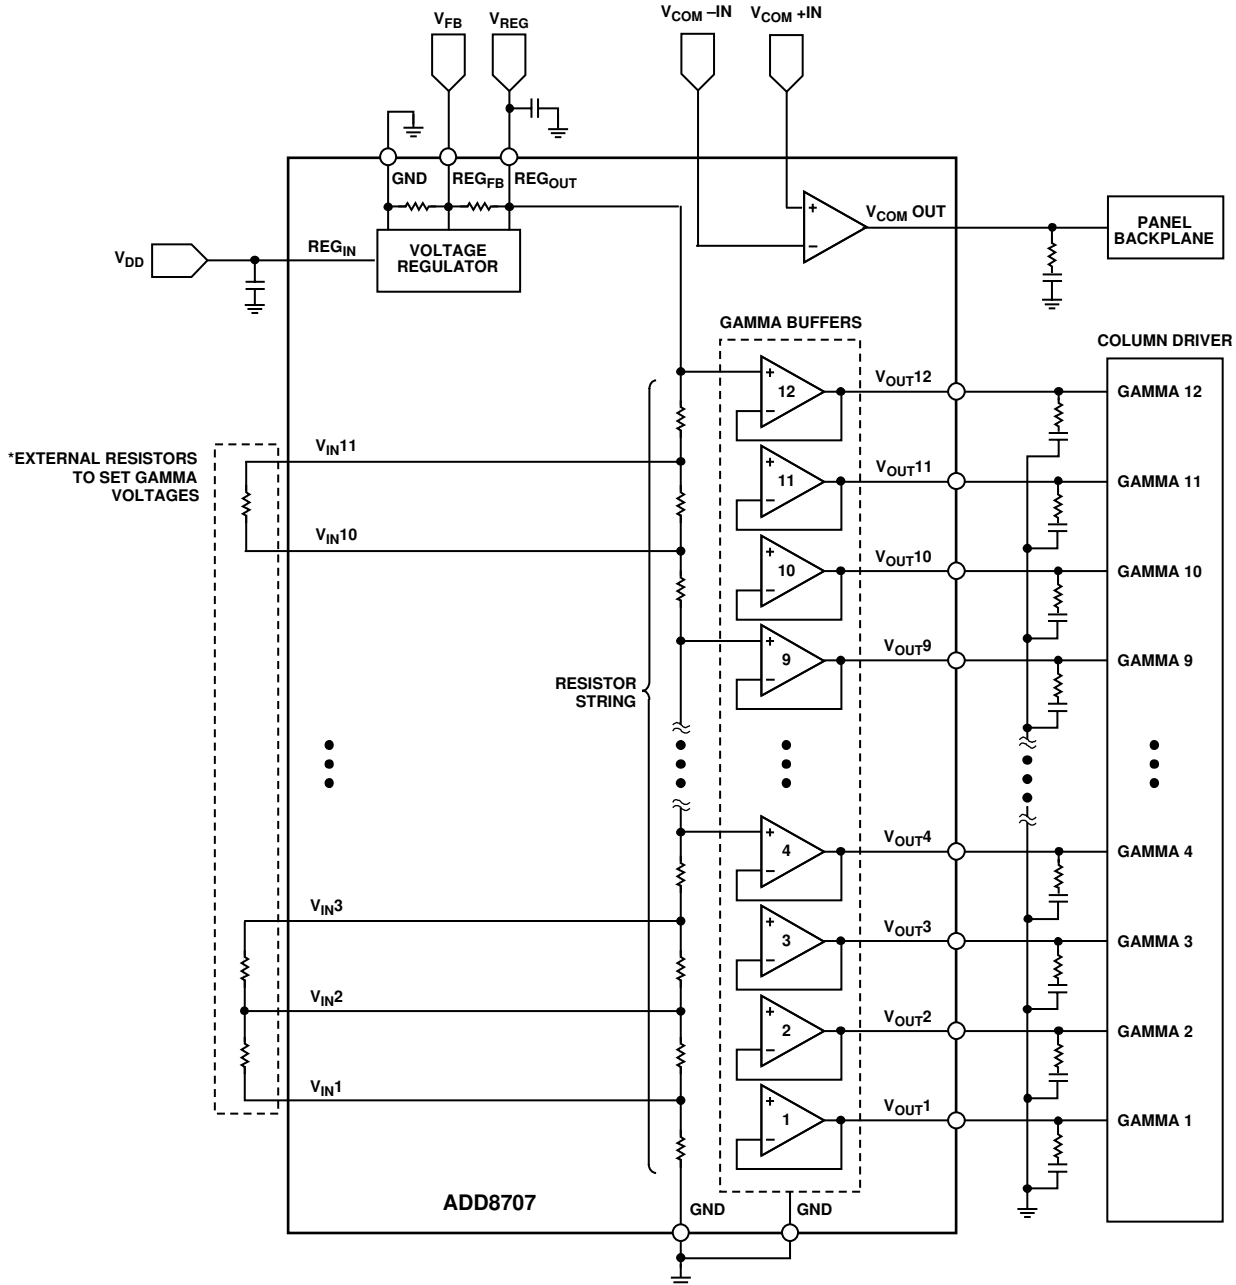 VFB
VREG
VCOM –IN
VCOM +IN
GND
REGFB
REGOUT
+
–
VCOM OUT
PANEL
BACKPLANE
VDD
REGIN
VOLTAGE
REGULATOR
GAMMA BUFFERS
COLUMN DRIVER
+
12
–
VOUT12
GAMMA 12
*EXTERNAL RESISTORS
TO SET GAMMA
VOLTAGES
VIN11
+
11
–
VOUT11
GAMMA 11
VIN10
+
10
–
VOUT10
GAMMA 10
+
9
–
VOUT9
GAMMA 9
RESISTOR
STRING
+
4
–
VOUT4
GAMMA 4
VIN3
+
3
–
VOUT3
GAMMA 3
VIN2
+
2
–
VOUT2
GAMMA 2
VIN1
+
1
–
VOUT1
GAMMA 1
ADD8707
GND
GND